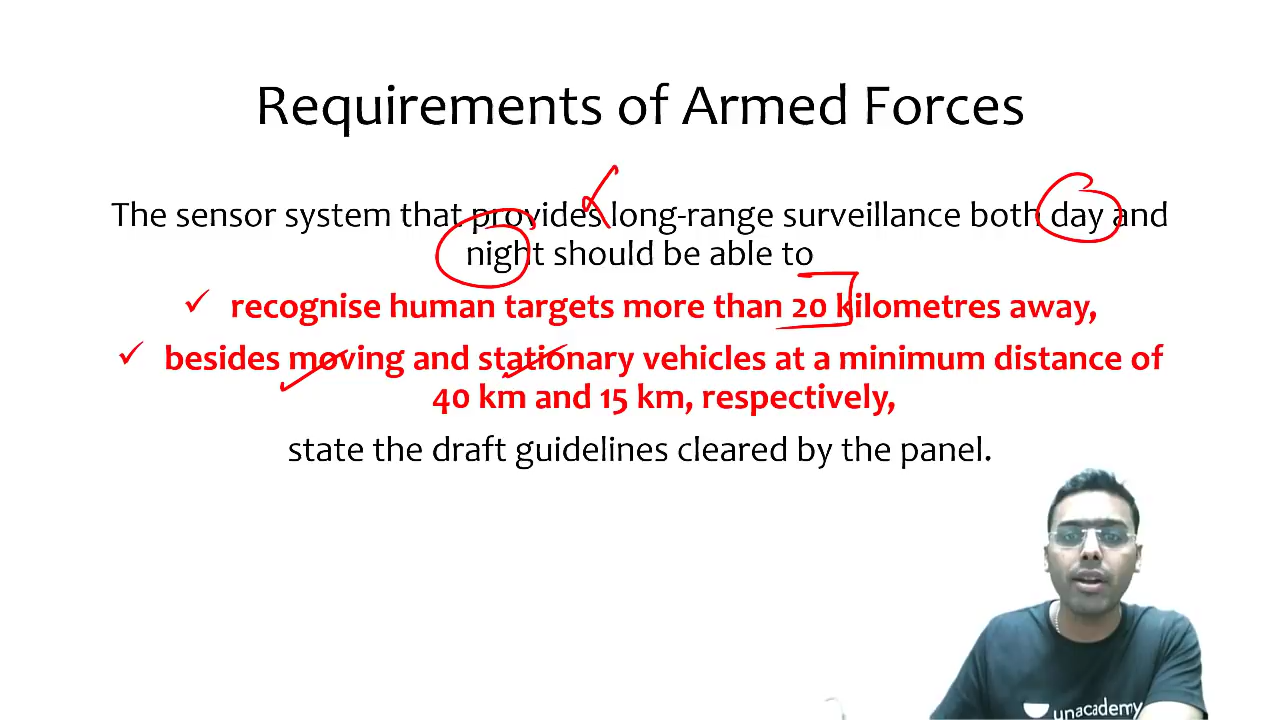 Requirements of Armed Forces
The sensor system that provides long-range surveillance both day and
night should be able to
✓ recognise human targets more than 20 kilometres away,
✓ besides moving and stationary vehicles at a minimum distance of
40 km and 15 km, respectively,
state the draft guidelines cleared by the panel.
unacademy